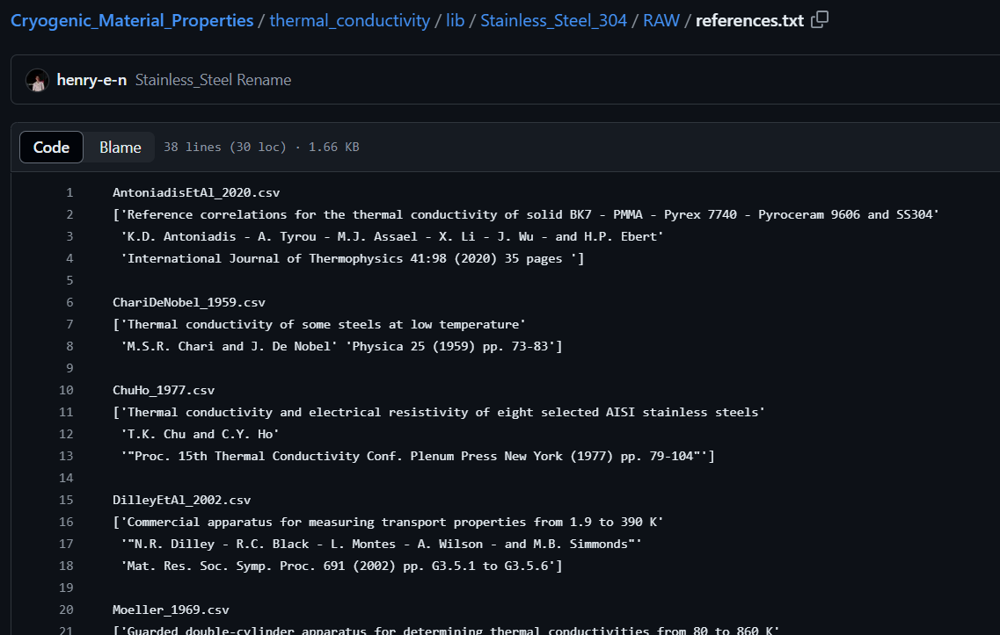 Cryogenic_Material_Properties / thermal_conductivity / lib / Stainless_Steel_304 / RAW / references.txt
henry-e-n Stainless_Steel Rename
Code Blame 38 lines (30 loc) · 1.66 KB
1 AntoniadisEtAl_2020.csv
2 ['Reference correlations for the thermal conductivity of solid BK7 - PMMA - Pyrex 7740 - Pyroceram 9606 and SS304'
3 'K.D. Antoniadis - A. Tyrou - M.J. Assael - X. Li - J. Wu - and H.P. Ebert'
4 'International Journal of Thermophysics 41:98 (2020) 35 pages ']
5
6 ChariDeNobel_1959.csv
7 ['Thermal conductivity of some steels at low temperature'
8 'M.S.R. Chari and J. De Nobel' 'Physica 25 (1959) pp. 73-83']
9
10 ChuHo_1977.csv
11 ['Thermal conductivity and electrical resistivity of eight selected AISI stainless steels'
12 'T.K. Chu and C.Y. Ho'
13 '"Proc. 15th Thermal Conductivity Conf. Plenum Press New York (1977) pp. 79-104"']
14
15 DilleyEtAl_2002.csv
16 ['Commercial apparatus for measuring transport properties from 1.9 to 390 K'
17 '"N.R. Dilley - R.C. Black - L. Montes - A. Wilson - and M.B. Simmonds"'
18 'Mat. Res. Soc. Symp. Proc. 691 (2002) pp. G3.5.1 to G3.5.6']
19
20 Moeller_1969.csv
21 ['Guarded double-cylinder apparatus for determining thermal conductivities from 80 to 860 K'